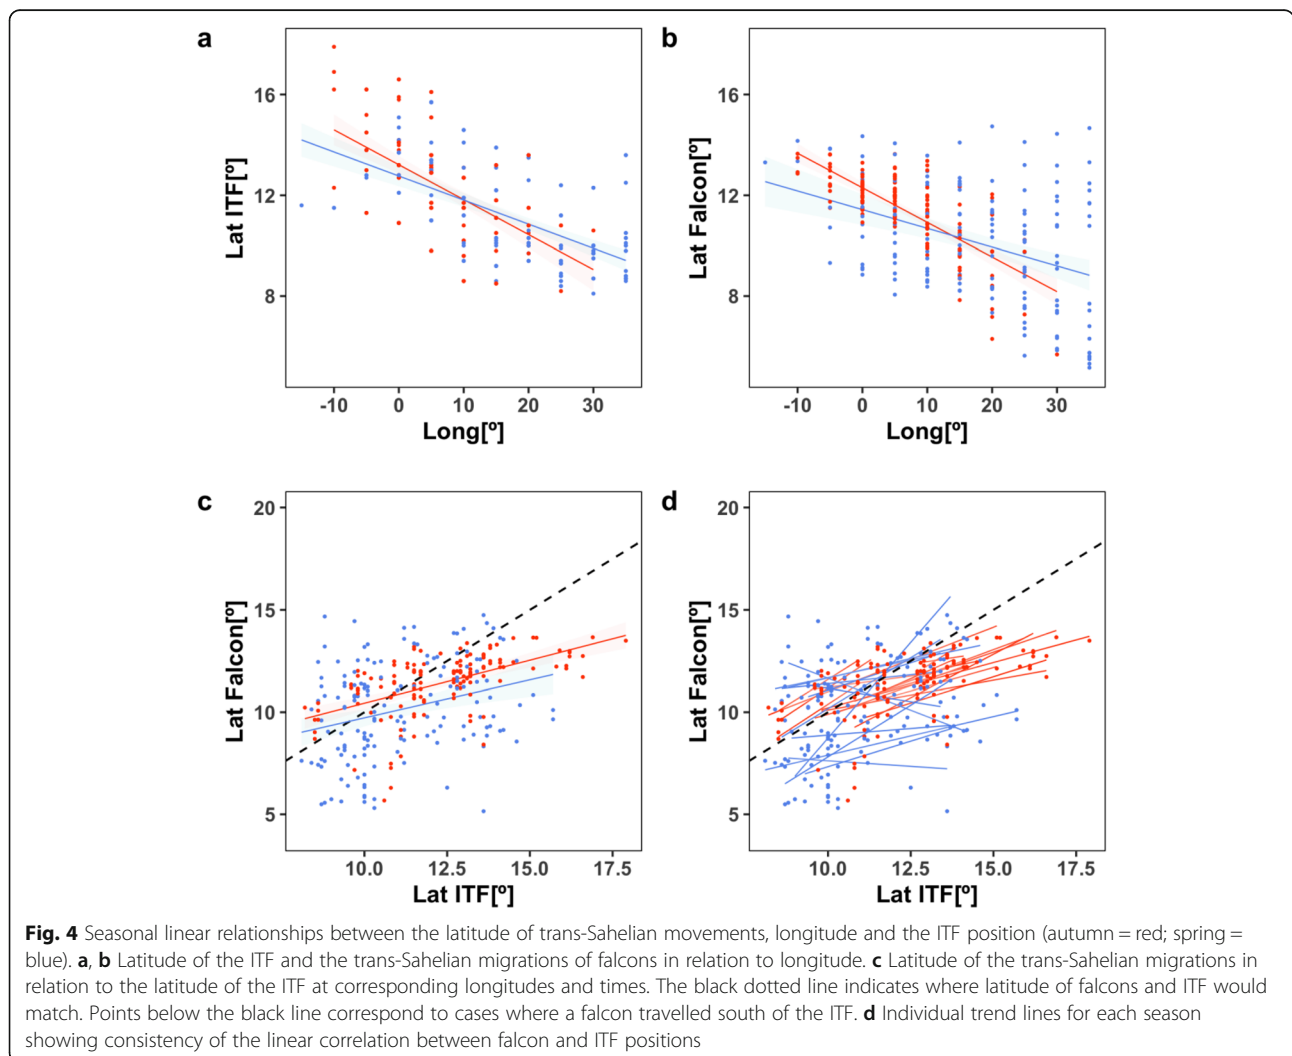 a
b
16
12
8
Lat ITF[º]
-10 0 10 20 30
Long[º]
16
12
8
Lat Falcon[º]
-10 0 10 20 30
Long[º]
c
d
20
15
10
5
Lat Falcon[º]
10.0 12.5 15.0 17.5
Lat ITF[º]
20
15
10
5
Lat Falcon[º]
10.0 12.5 15.0 17.5
Lat ITF[º]
Fig. 4 Seasonal linear relationships between the latitude of trans-Sahelian movements, longitude and the ITF position (autumn = red; spring =
blue). a, b Latitude of the ITF and the trans-Sahelian migrations of falcons in relation to longitude. c Latitude of the trans-Sahelian migrations in
relation to the latitude of the ITF at corresponding longitudes and times. The black dotted line indicates where latitude of falcons and ITF would
match. Points below the black line correspond to cases where a falcon travelled south of the ITF. d Individual trend lines for each season
showing consistency of the linear correlation between falcon and ITF positions